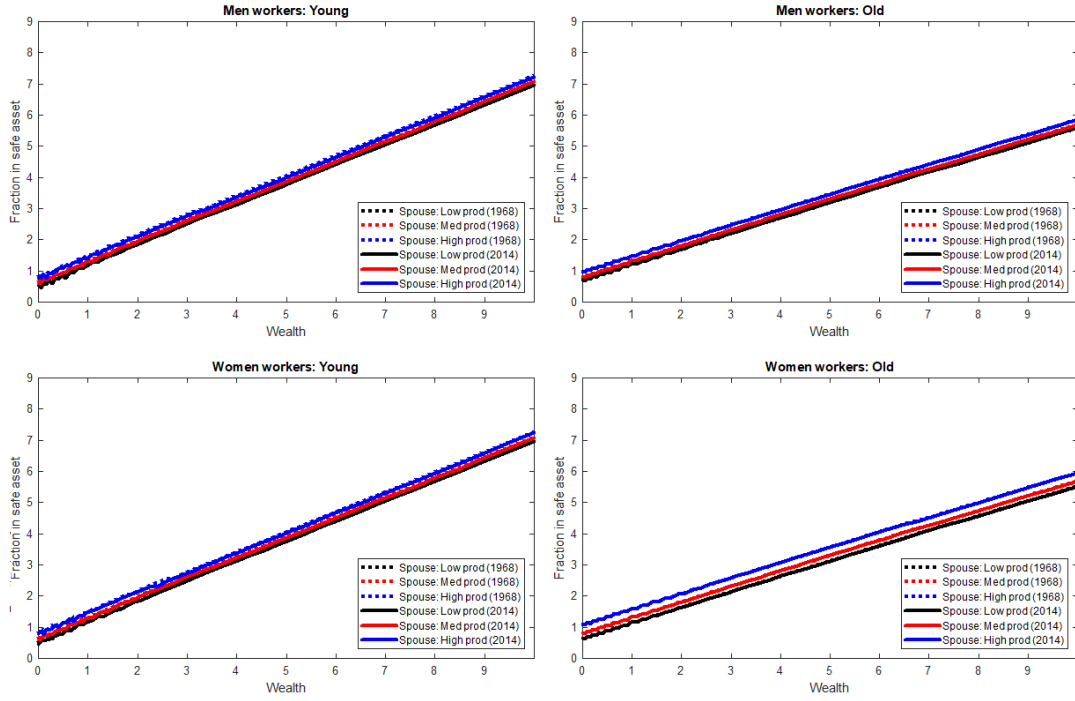 Men workers: Young
9
8
7
6
5
4
3
2
1
0
Fraction in safe asset
Spouse: Low prod (1968)
Spouse: Med prod (1968)
Spouse: High prod (1968)
Spouse: Low prod (2014)
Spouse: Med prod (2014)
Spouse: High prod (2014)
0 1 2 3 4 5 6 7 8 9
Wealth
Men workers: Old
9
8
7
6
5
4
3
2
1
0
Fraction in safe asset
Spouse: Low prod (1968)
Spouse: Med prod (1968)
Spouse: High prod (1968)
Spouse: Low prod (2014)
Spouse: Med prod (2014)
Spouse: High prod (2014)
0 1 2 3 4 5 6 7 8 9
Wealth
Women workers: Young
9
8
7
6
5
4
3
2
1
0
Fraction in safe asset
Spouse: Low prod (1968)
Spouse: Med prod (1968)
Spouse: High prod (1968)
Spouse: Low prod (2014)
Spouse: Med prod (2014)
Spouse: High prod (2014)
0 1 2 3 4 5 6 7 8 9
Wealth
Women workers: Old
9
8
7
6
5
4
3
2
1
0
Fraction in safe asset
Spouse: Low prod (1968)
Spouse: Med prod (1968)
Spouse: High prod (1968)
Spouse: Low prod (2014)
Spouse: Med prod (2014)
Spouse: High prod (2014)
0 1 2 3 4 5 6 7 8 9
Wealth